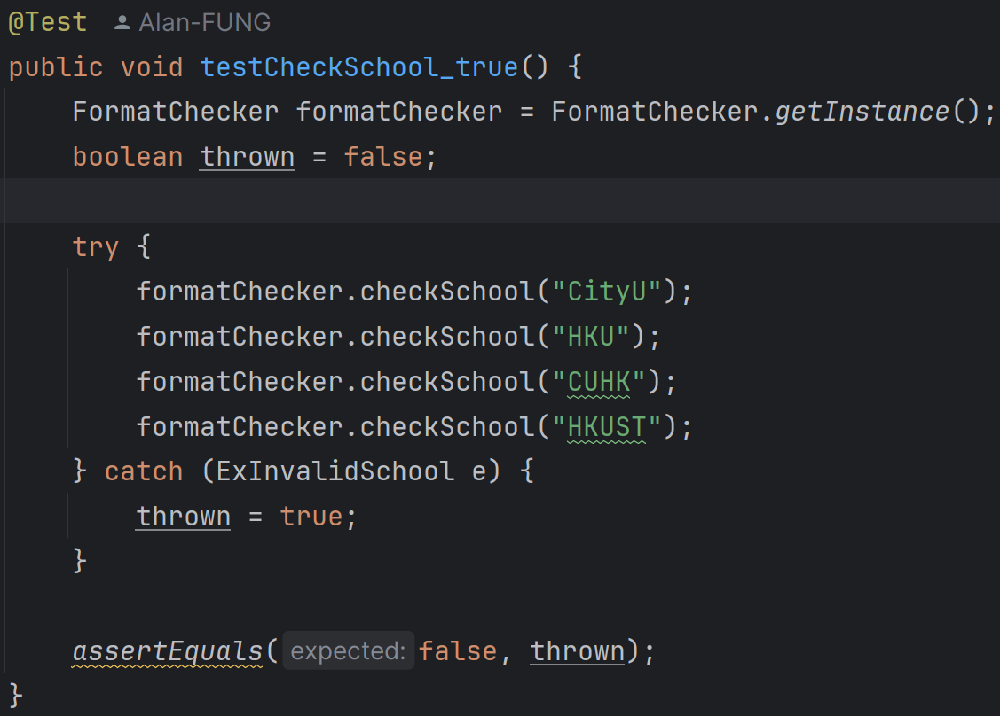 @Test Alan-FUNG
public void testCheckSchool_true() {
FormatChecker formatChecker = FormatChecker.getInstance();
boolean thrown = false;
try {
formatChecker.checkSchool("CityU");
formatChecker.checkSchool("HKU");
formatChecker.checkSchool("CUHK");
formatChecker.checkSchool("HKUST");
} catch (ExInvalidSchool e) {
thrown = true;
}
assertEquals( expected: false, thrown);
}